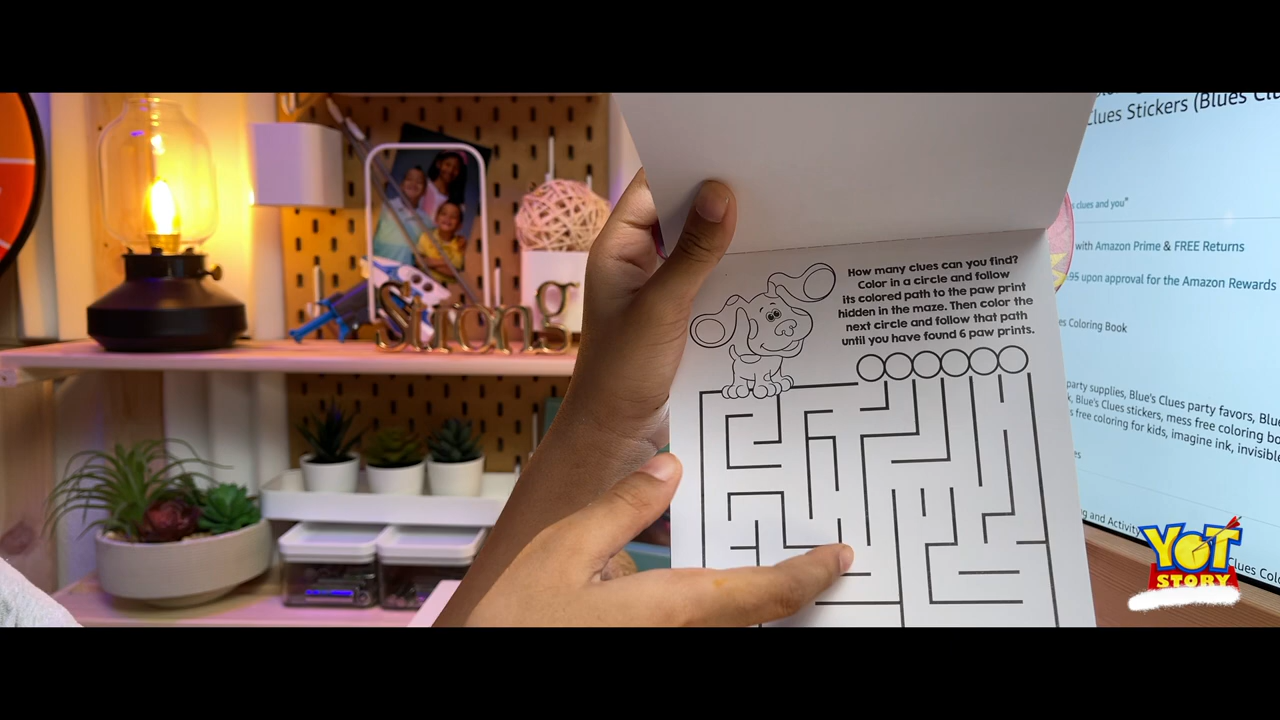 Clues Stickers (Blues Clu
s clues and you"
with Amazon Prime & FREE Returns
.95 upon approval for the Amazon Rewards
es Coloring Book
party supplies, Blue's Clues party favors, Blue
k, Blue's Clues stickers, mess free coloring bo
s free coloring for kids, imagine ink, invisible
es
ng and Activity
Clues Colo
How many clues can you find?
Color in a circle and follow
its colored path to the paw print
hidden in the maze. Then color the
next circle and follow that path
until you have found 6 paw prints.
Strong
YOT
STORY